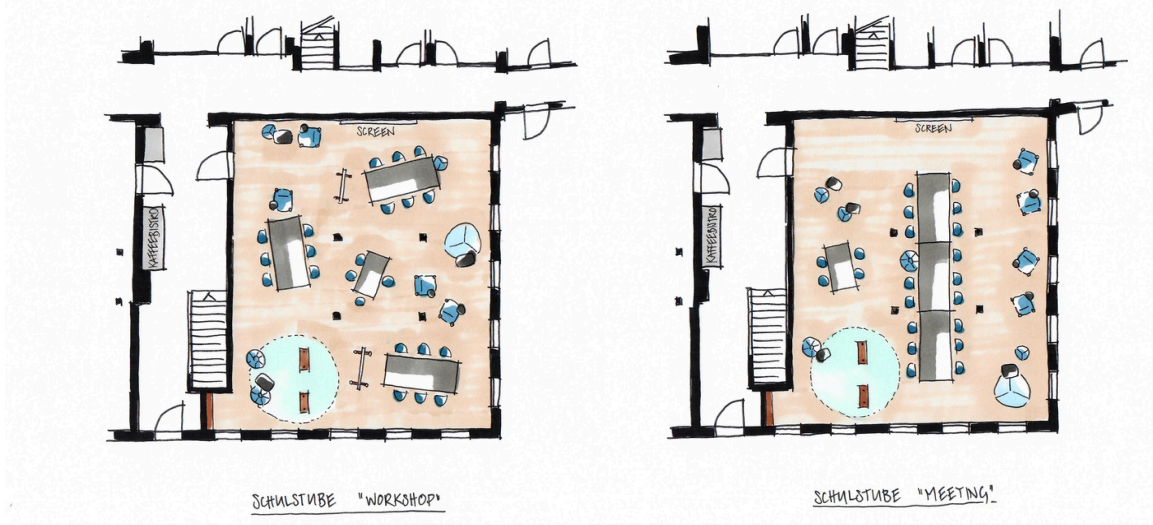 SCREEN
SCREEN
KAFFEEBISTRO
KAFFEEBISTRO
SCHULSTUBE "WORKSHOP"
SCHULSTUBE "MEETING"